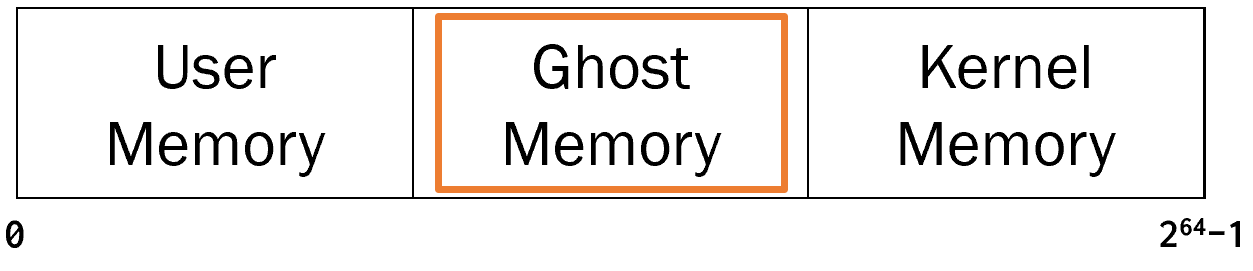 User
Memory
Ghost
Memory
Kernel
Memory
0
2⁶⁴-1